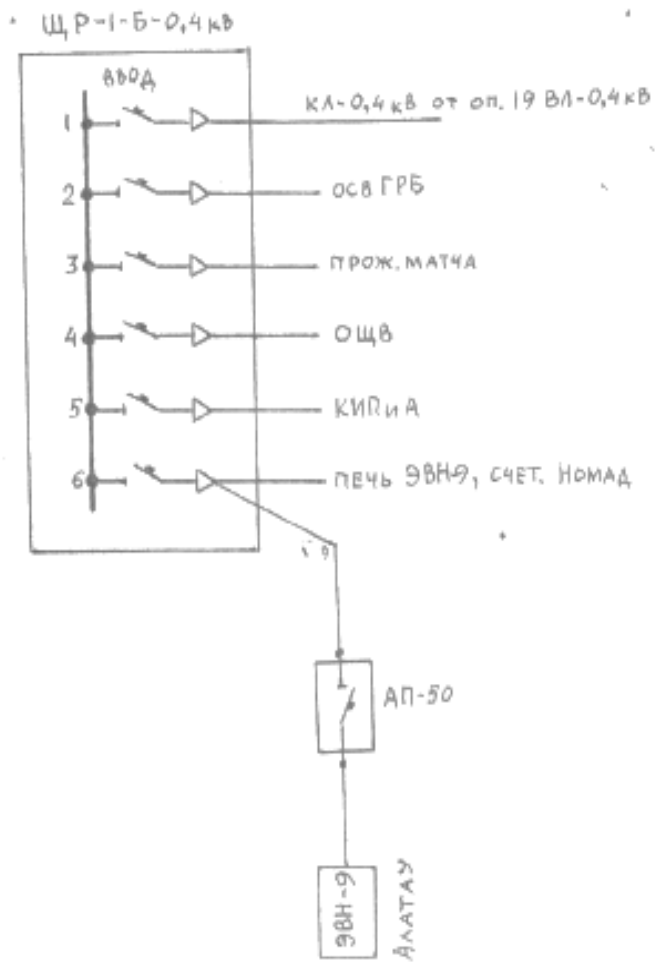 ЩР-1-Б-0,4кв
ВВОД
1 КЛ-0,4кв от оп. 19 ВЛ-0,4кв
2 ОСВ ГРБ
3 ПРОЖ. МАТЧА
4 ОЩВ
5 КИПиА
6 ПЕЧЬ ЭВН-9, СЧЕТ. НОМАД
АП-50
ЭВН-9
АЛАТАУ